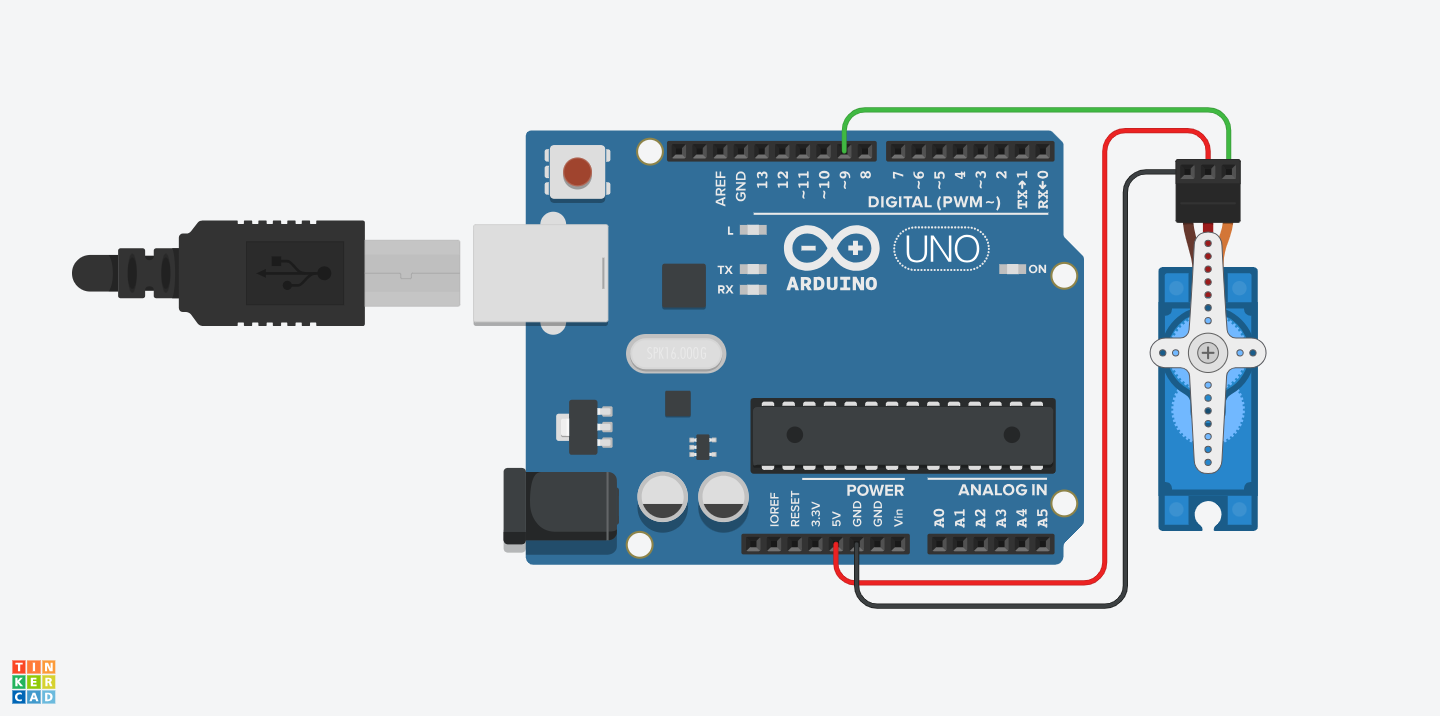 AREF
GND
13
12
~11
~10
~9
8
7
~6
~5
4
~3
2
TX→1
RX←0
DIGITAL (PWM~)
L
TX
RX
ARDUINO
UNO
ON
SPK16.000G
POWER
ANALOG IN
IOREF
RESET
3.3V
5V
GND
GND
Vin
A0
A1
A2
A3
A4
A5
TIN
KER
CAD